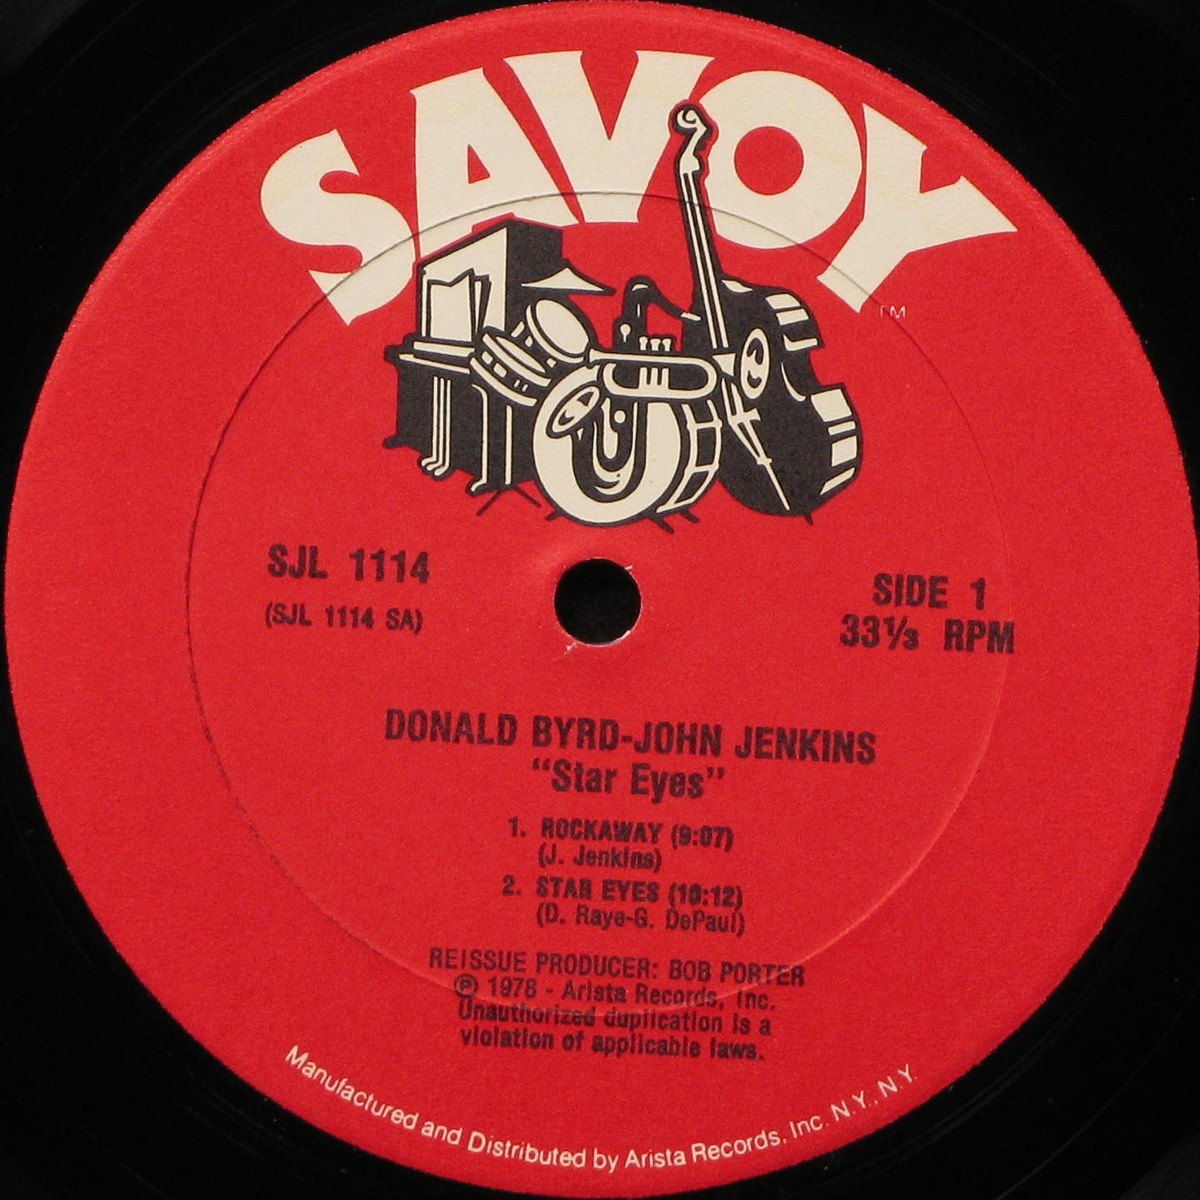 SAVOY
TM
SJL 1114
(SJL 1114 SA)
SIDE 1
33⅓ RPM
DONALD BYRD-JOHN JENKINS
"Star Eyes"
1. ROCKAWAY (9:07)
(J. Jenkins)
2. STAR EYES (10:12)
(D. Raye-G. DePaul)
REISSUE PRODUCER: BOB PORTER
℗ 1978 - Arista Records, Inc.
Unauthorized duplication is a
violation of applicable laws.
Manufactured and Distributed by Arista Records, Inc. N.Y., N.Y.